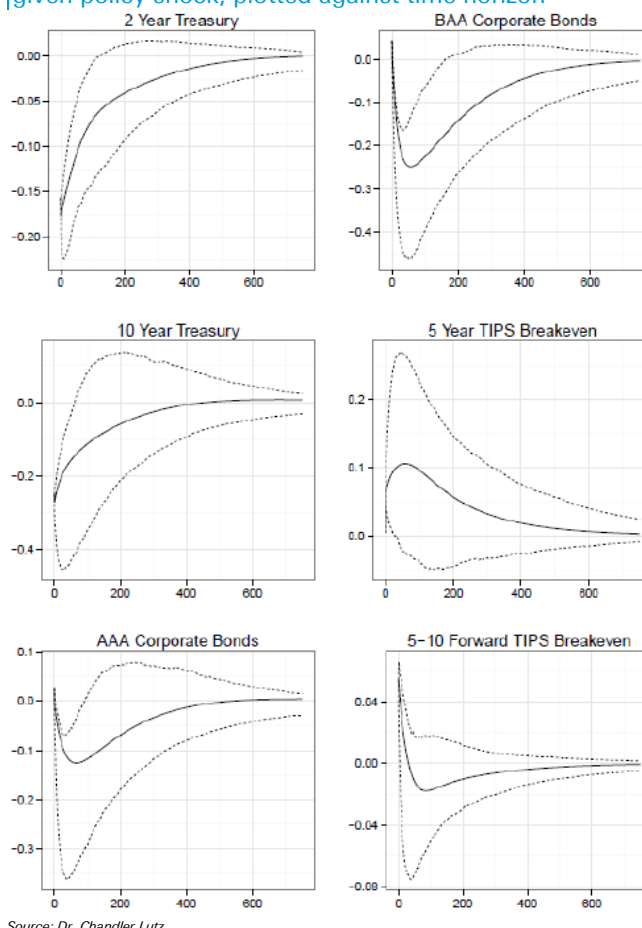 given policy shock, plotted against time horizon
2 Year Treasury
0.00
−0.05
−0.10
−0.15
−0.20
0 200 400 600
BAA Corporate Bonds
0.0
−0.1
−0.2
−0.4
0 200 400 600
10 Year Treasury
0.0
−0.2
−0.4
0 200 400 600
5 Year TIPS Breakeven
0.2
0.1
0.0
0 200 400 600
AAA Corporate Bonds
0.1
0.0
−0.1
−0.2
−0.3
0 200 400 600
5−10 Forward TIPS Breakeven
0.04
0.00
−0.04
−0.08
0 200 400 600
Source: Dr. Chandler Lutz